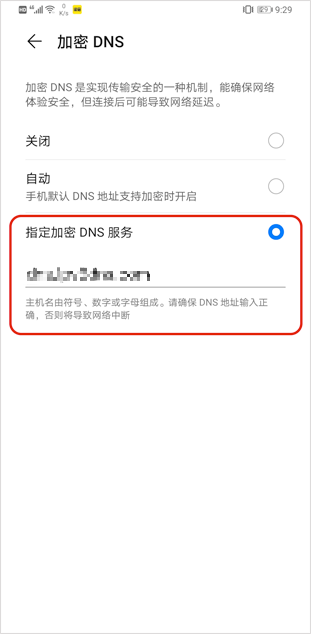 HD 46 0 K/s 9:29
加密 DNS
加密 DNS 是实现传输安全的一种机制，能确保网络
体验安全，但连接后可能导致网络延迟。
关闭
自动
手机默认 DNS 地址支持加密时开启
指定加密 DNS 服务
主机名由符号、数字或字母组成。请确保 DNS 地址输入正
确，否则将导致网络中断